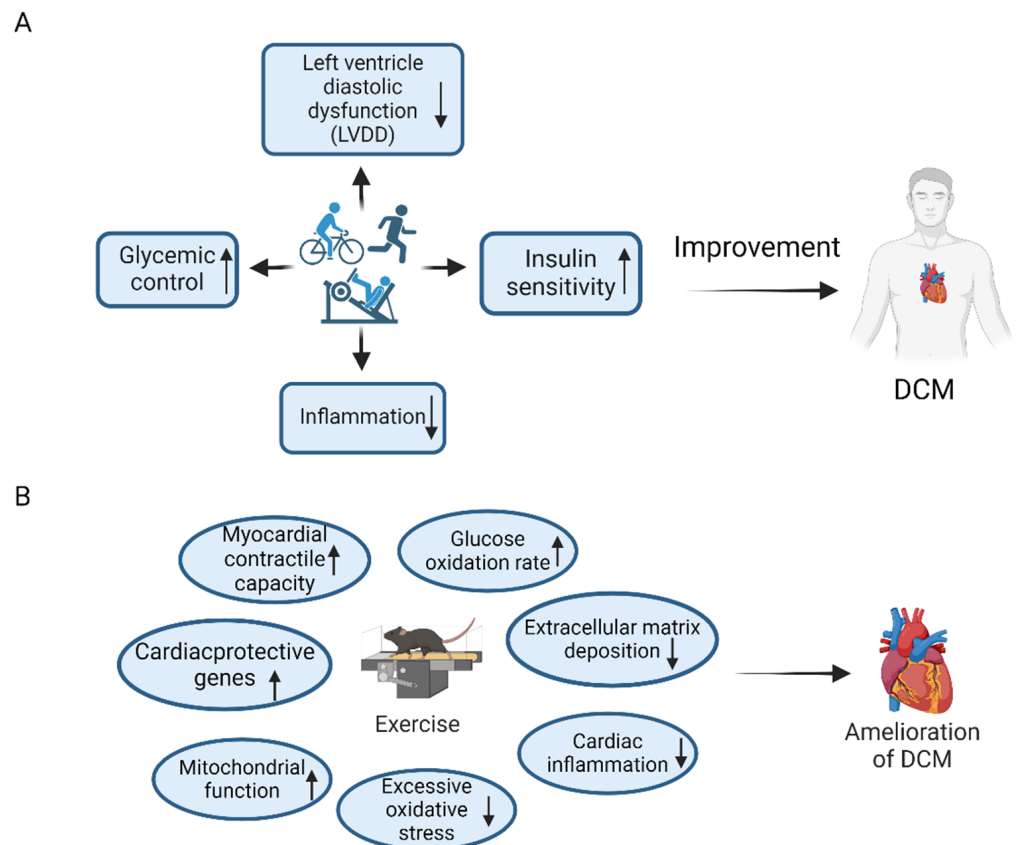 A
Left ventricle
diastolic
dysfunction
(LVDD)
Glycemic
control
Insulin
sensitivity
Improvement
Inflammation
DCM
B
Myocardial
contractile
capacity
Glucose
oxidation rate
Cardiacprotective
genes
Extracellular matrix
deposition
Exercise
Mitochondrial
function
Excessive
oxidative
stress
Cardiac
inflammation
Amelioration
of DCM